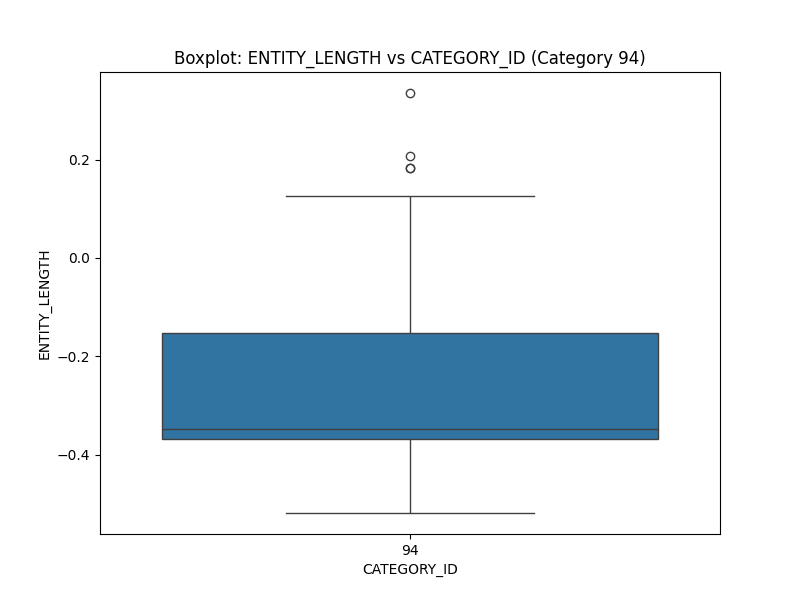 Boxplot: ENTITY_LENGTH vs CATEGORY_ID (Category 94)
ENTITY_LENGTH
0.2
0.0
−0.2
−0.4
94
CATEGORY_ID